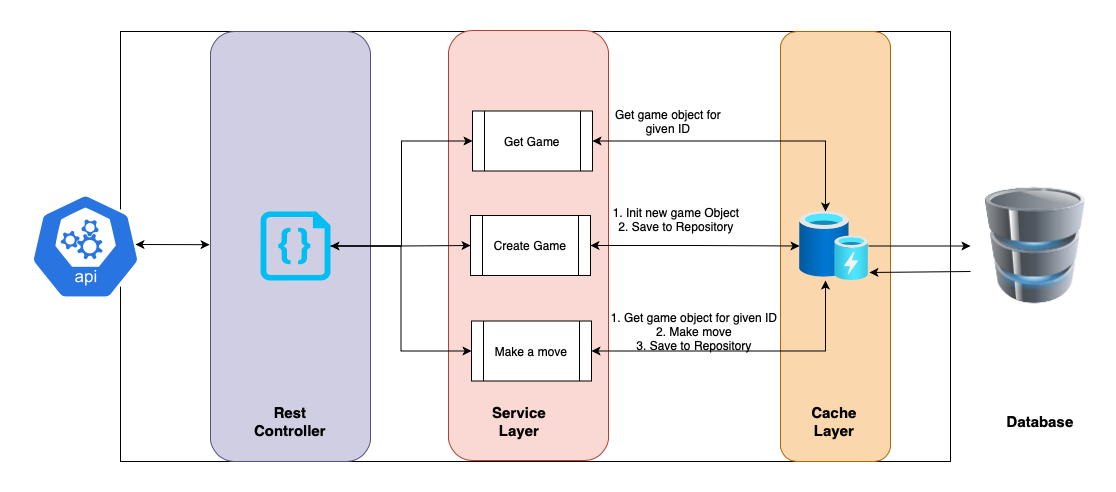 Get game object for
given ID
Get Game
1. Init new game Object
2. Save to Repository
{}
Create Game
api
1. Get game object for given ID
2. Make move
3. Save to Repository
Make a move
Rest
Controller
Service
Layer
Cache
Layer
Database